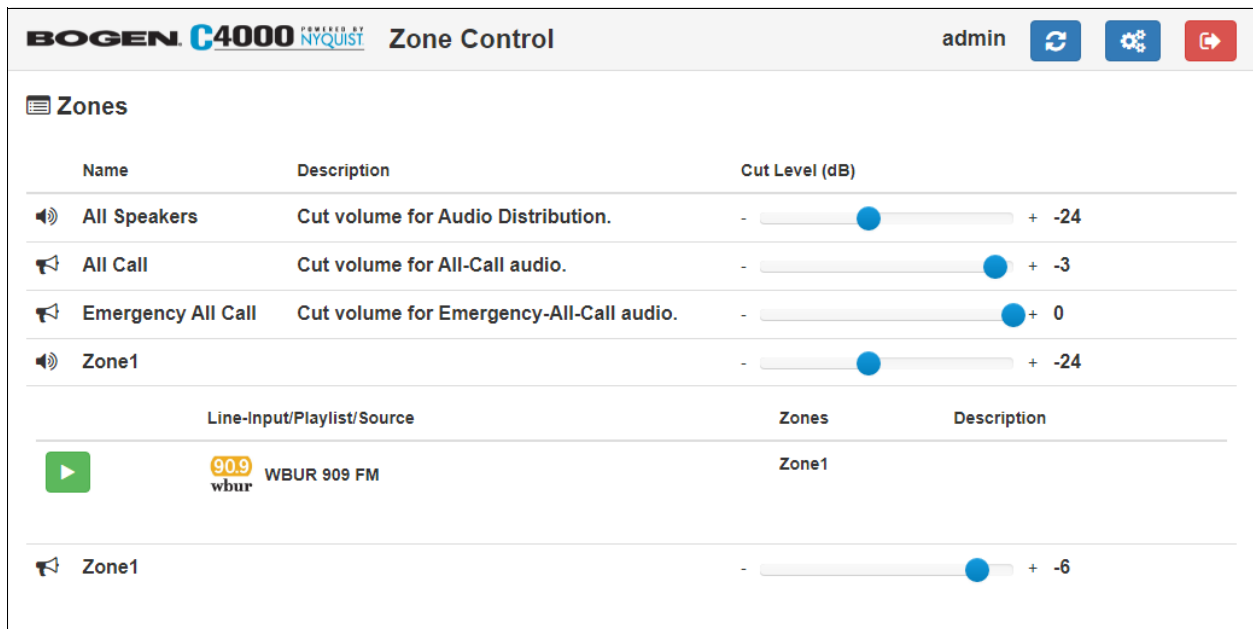 BOGEN. C4000 POWERED BY NYQUIST Zone Control admin
Zones
Name Description Cut Level (dB)
All Speakers Cut volume for Audio Distribution. - + -24
All Call Cut volume for All-Call audio. - + -3
Emergency All Call Cut volume for Emergency-All-Call audio. - + 0
Zone1 - + -24
Line-Input/Playlist/Source Zones Description
90.9 wbur WBUR 909 FM Zone1
Zone1 - + -6